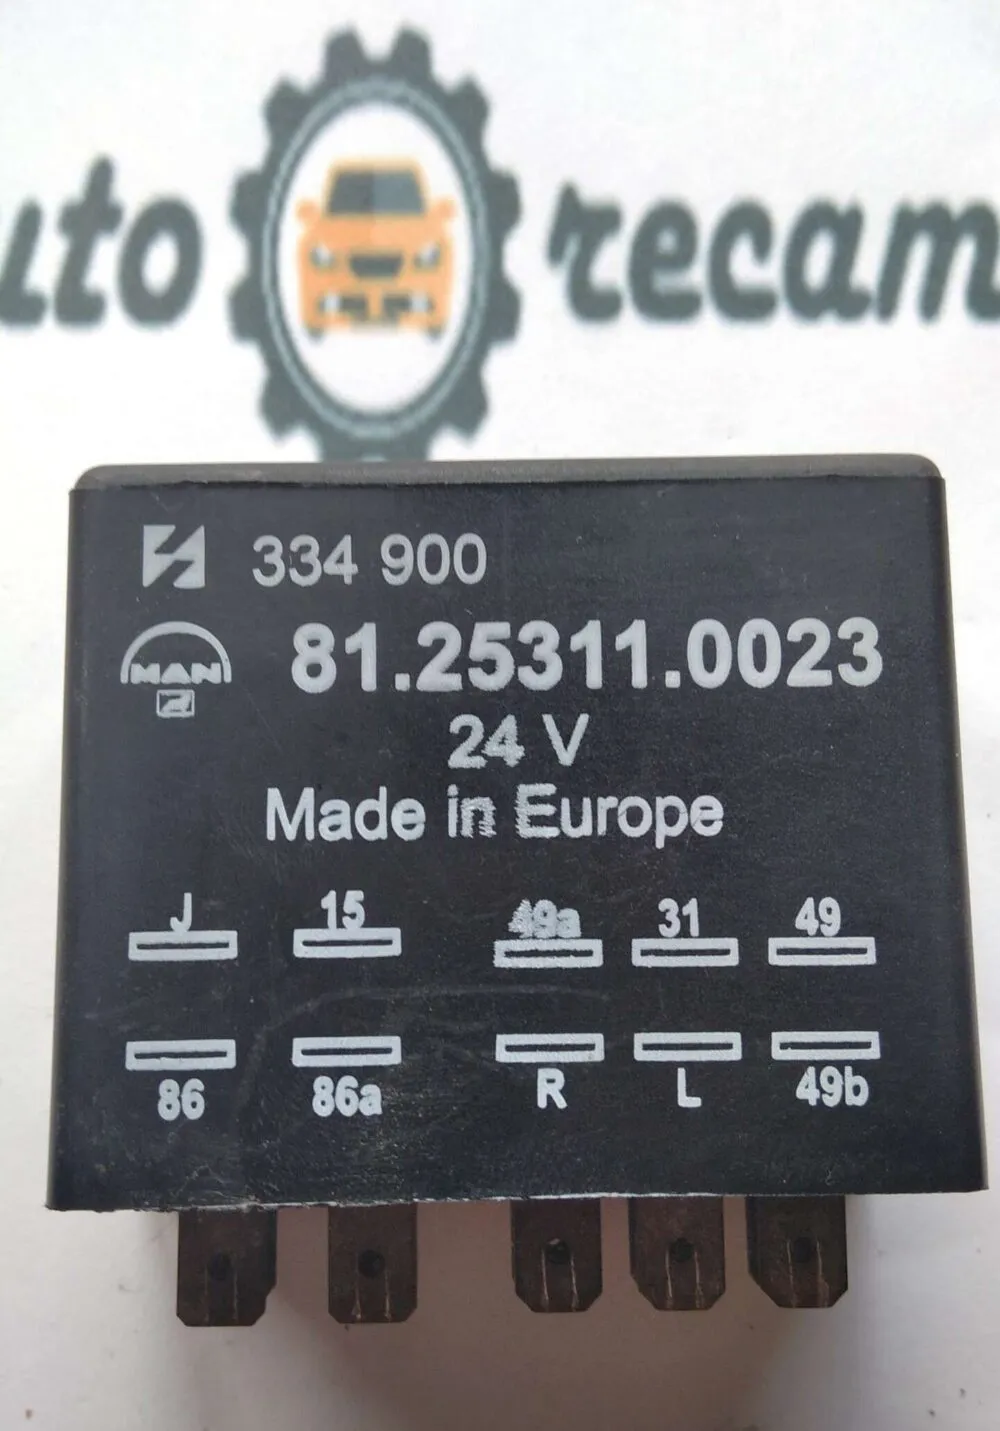 uto recam
334 900
MAN
81.25311.0023
24 V
Made in Europe
J 15 49a 31 49
86 86a R L 49b